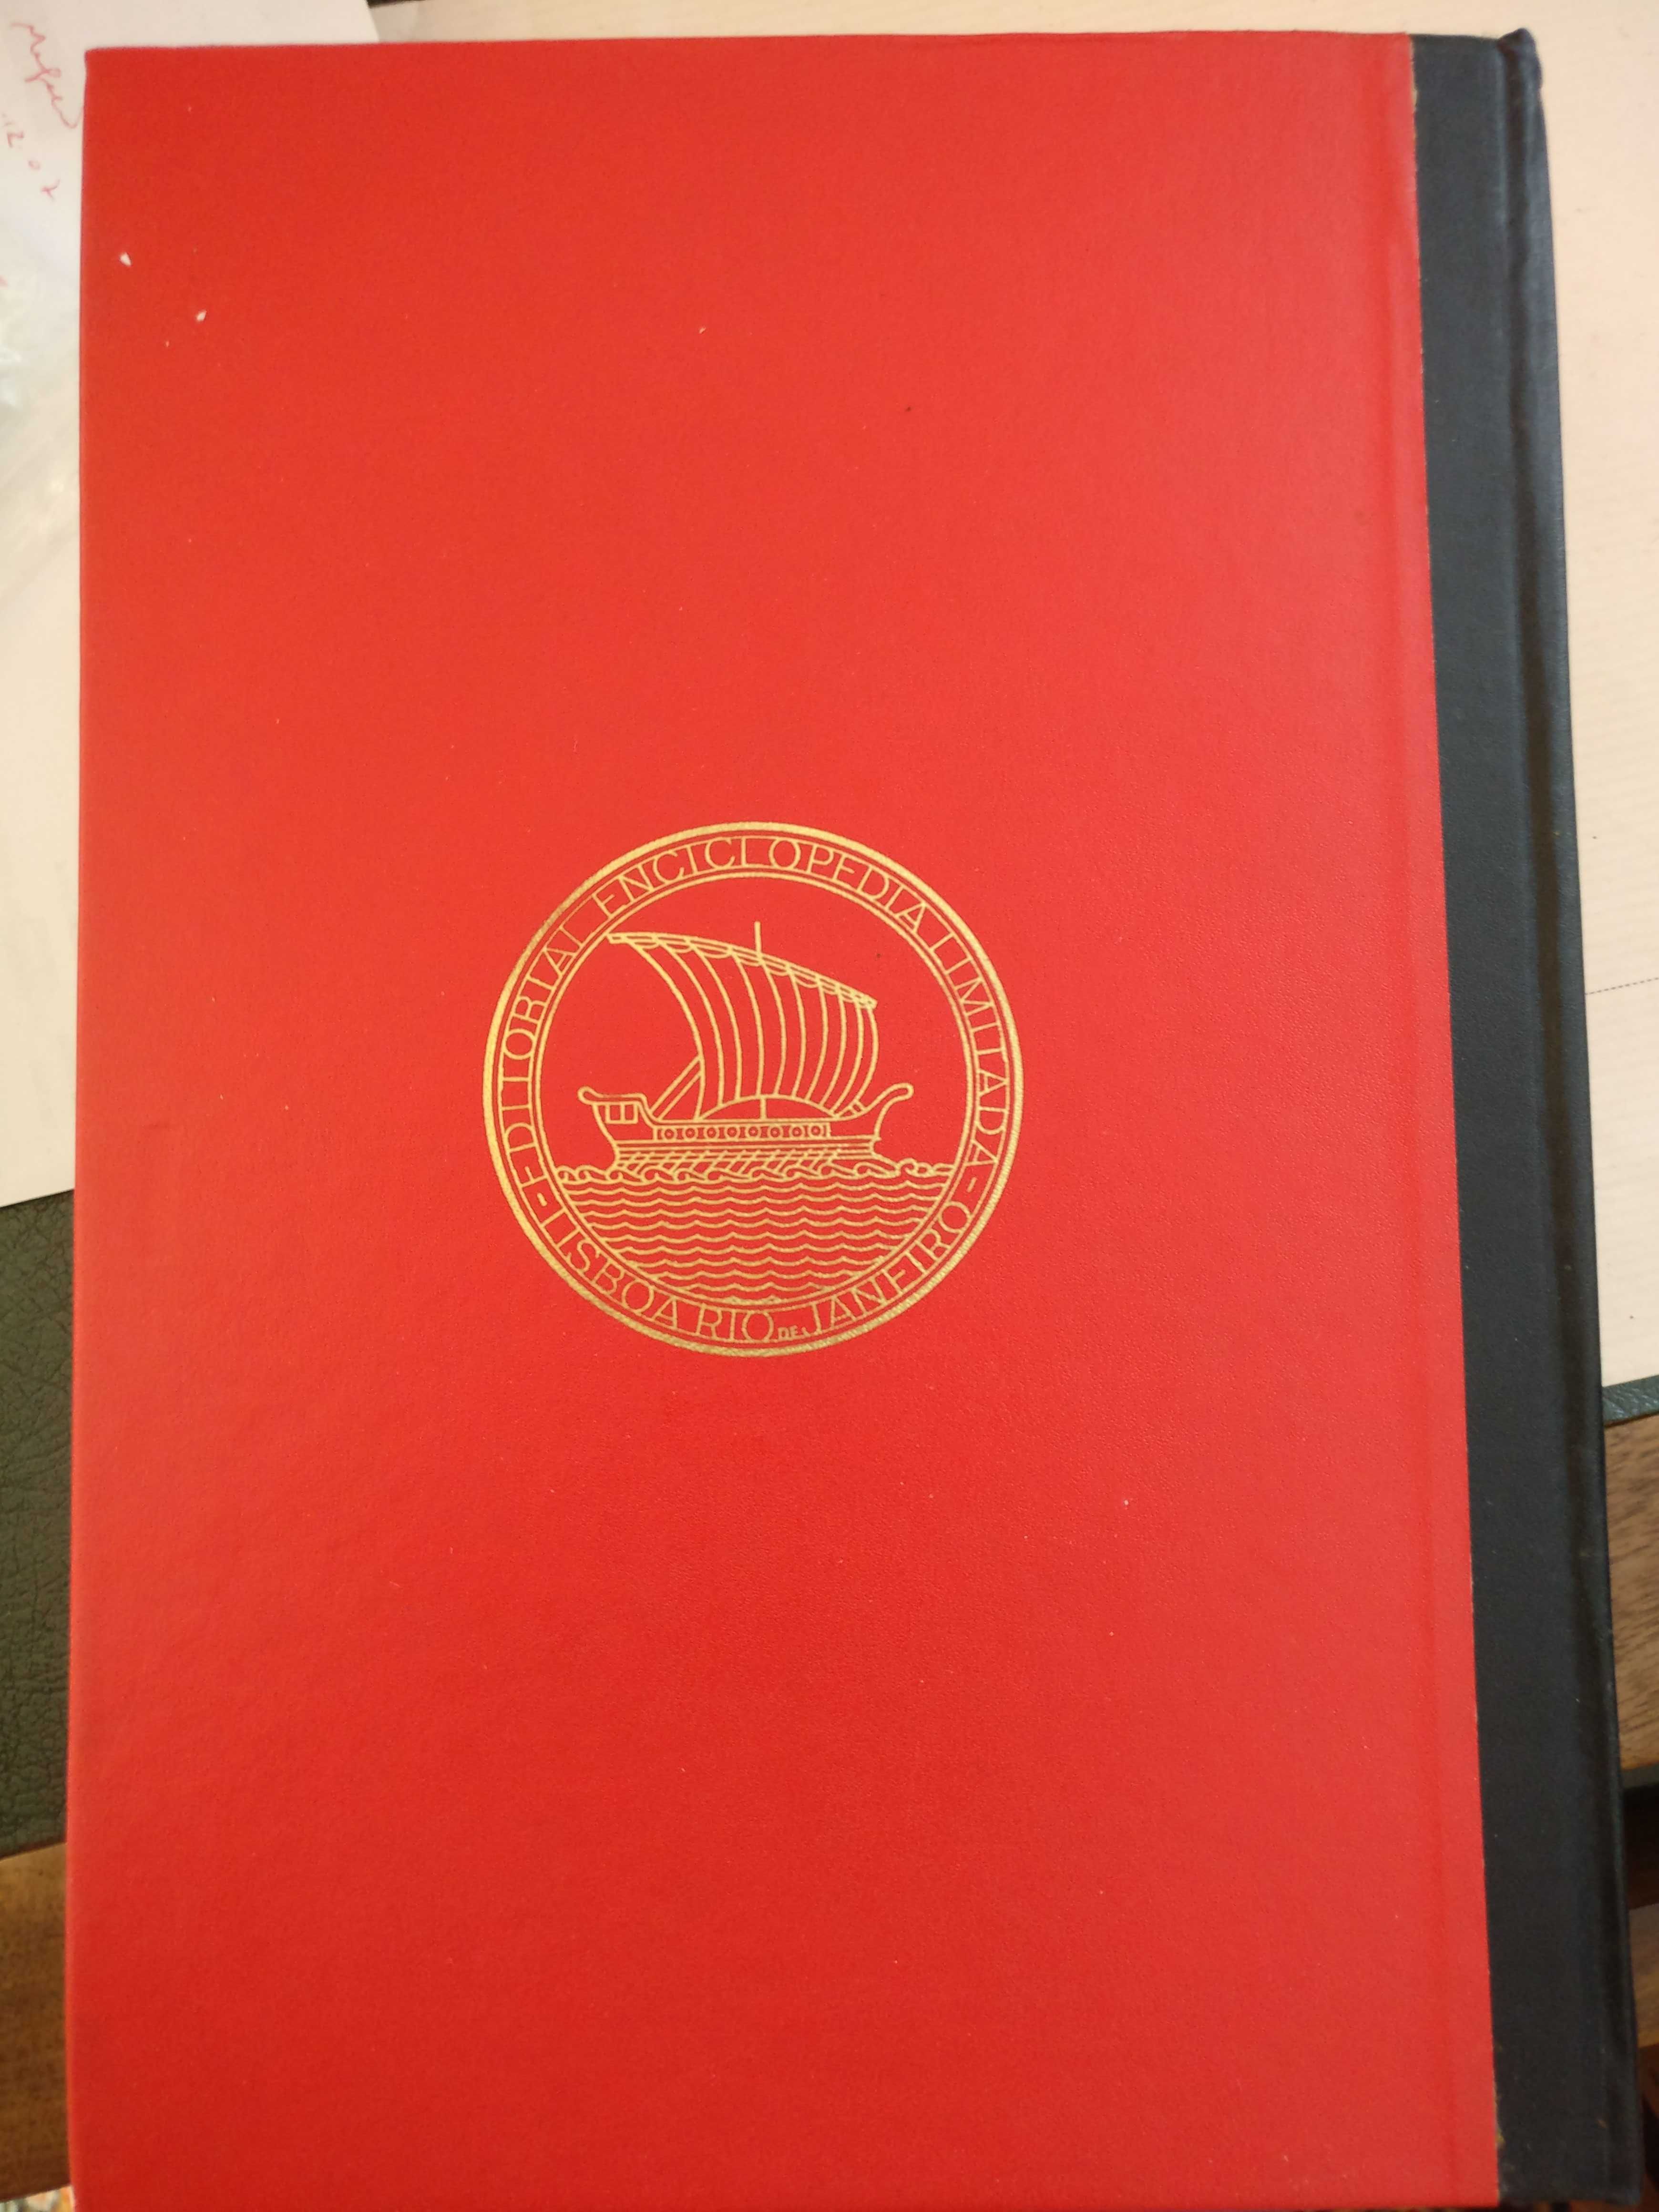 EDITORIAL ENCICLOPEDIA LIMITADA-
LISBOA RIO DE JANEIRO